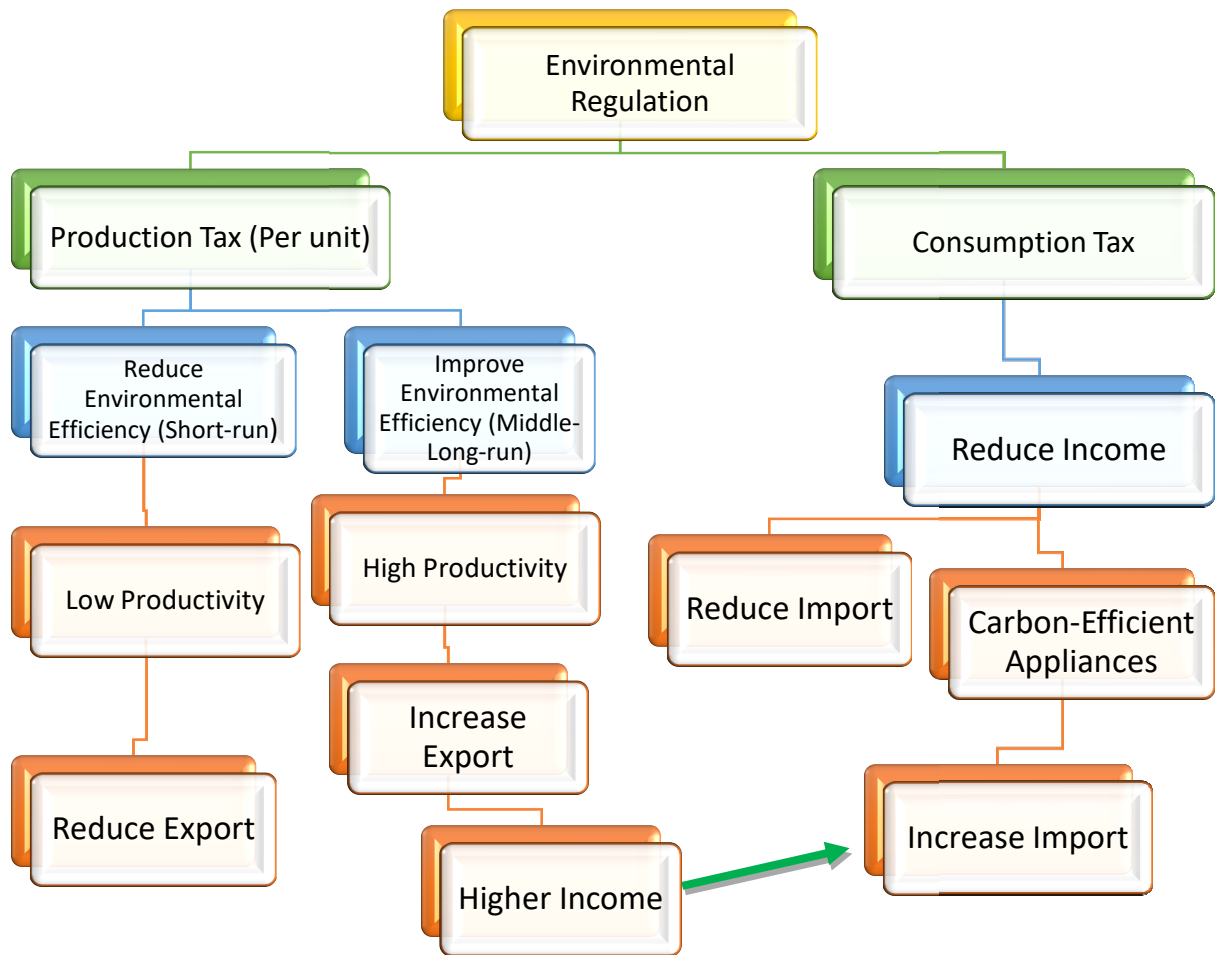 Environmental
Regulation
Production Tax (Per unit)
Consumption Tax
Reduce
Environmental
Efficiency (Short-run)
Improve
Environmental
Efficiency (Middle-
Long-run)
Reduce Income
Low Productivity
High Productivity
Reduce Import
Carbon-Efficient
Appliances
Increase
Export
Reduce Export
Increase Import
Higher Income